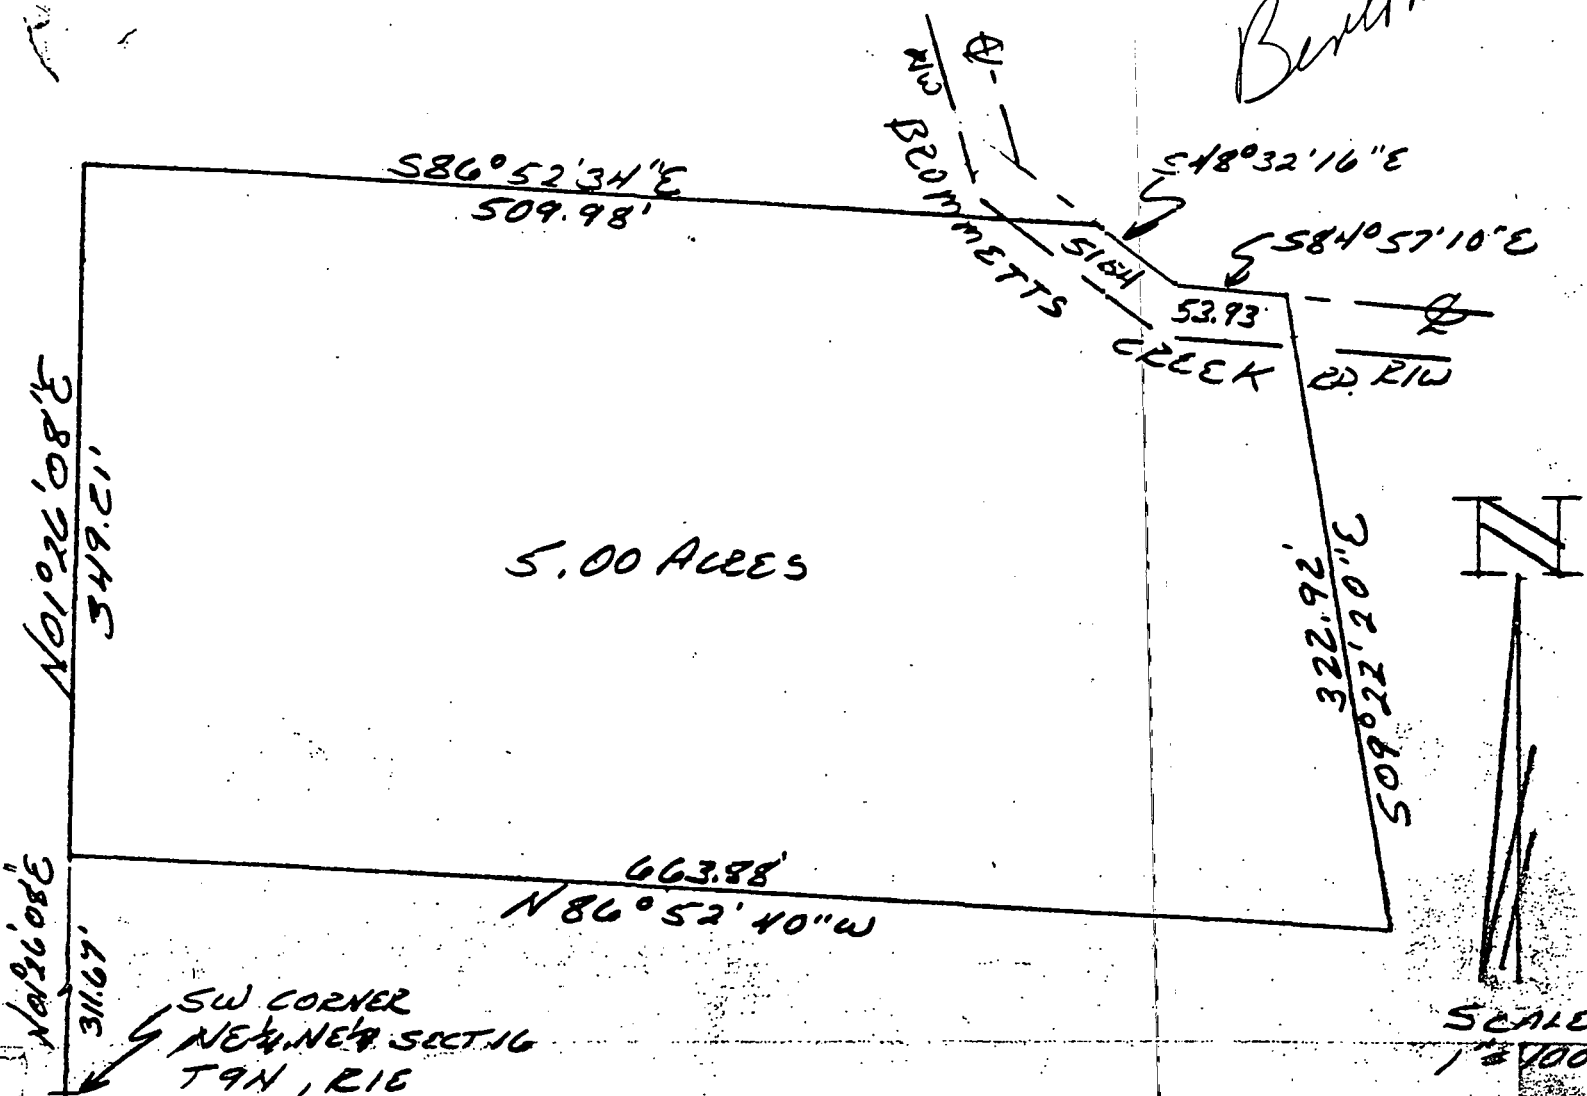 S86°52'34"E
509.98'
S48°32'16"E
S84°57'10"E
BROMMETTS
CREEK RD. R/W
R/W
53.93
N01°26'08"E
349.21'
5.00 ACRES
322.92'
S09°22'20"E
N
663.88'
N86°52'40"W
N01°26'08"E
311.67'
SW CORNER
NE¼, NE¼ SECT. 16
T9N, R1E
SCALE
1"=100